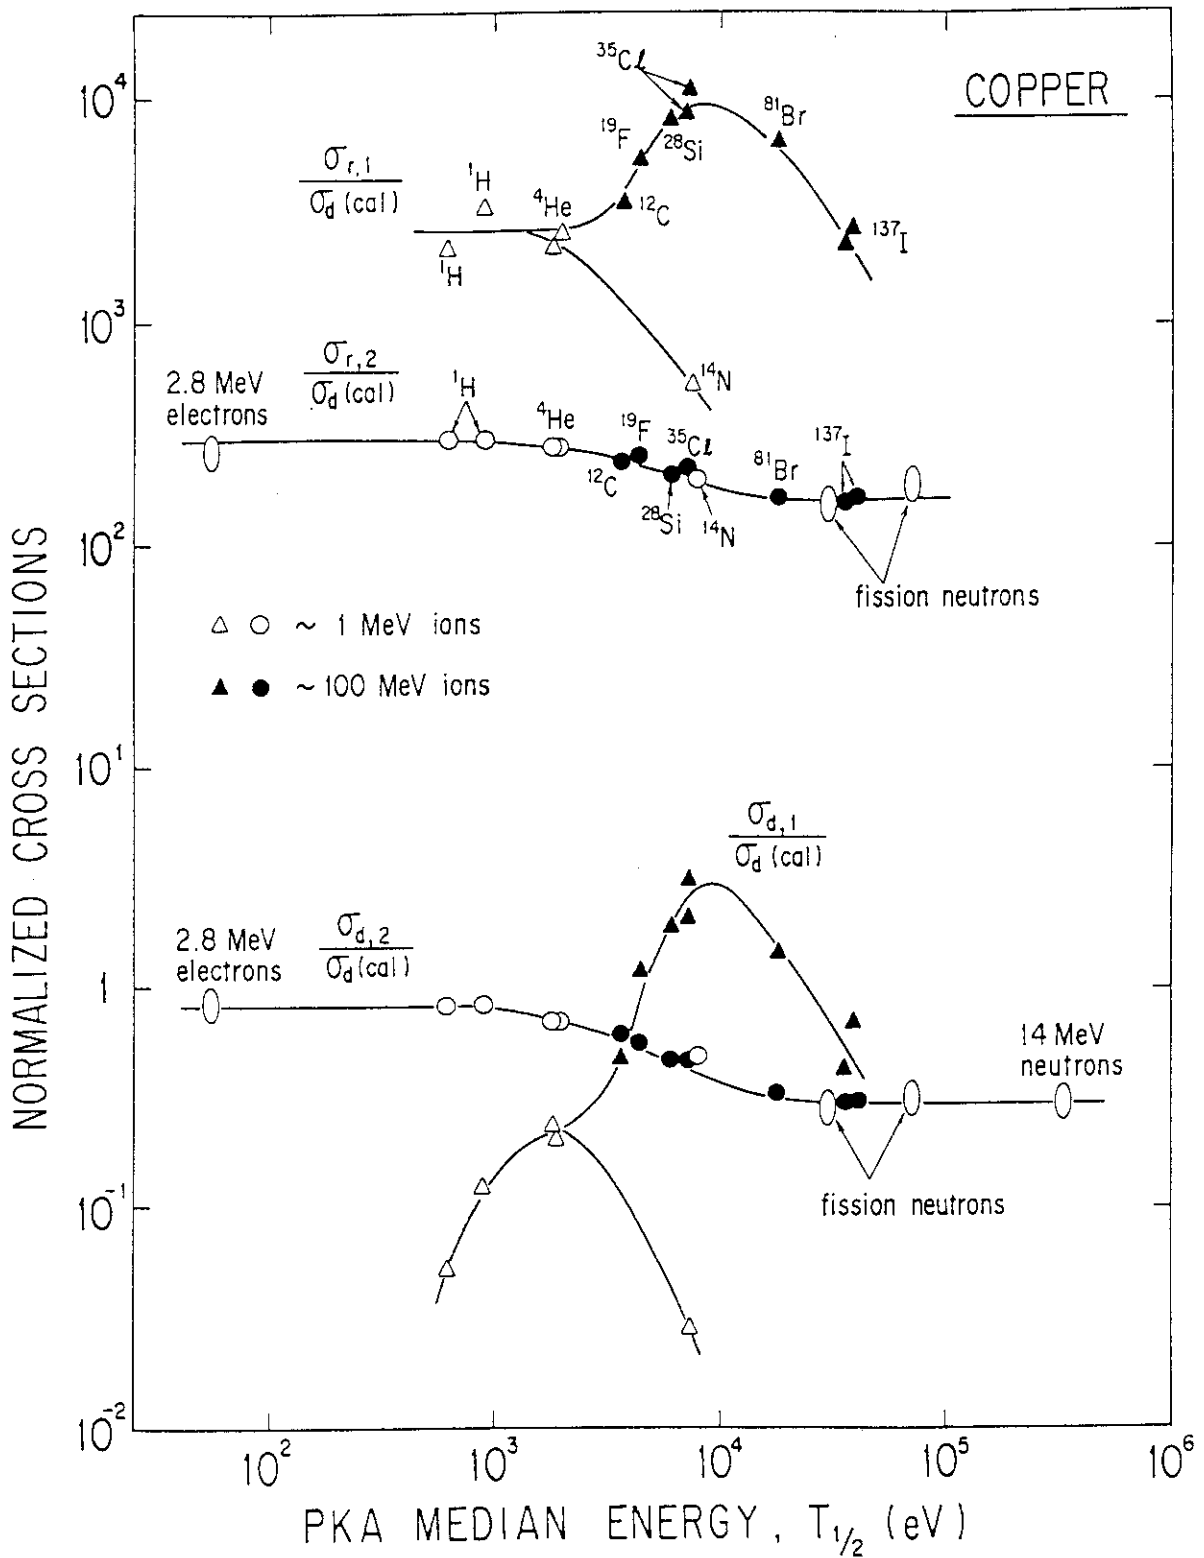 COPPER
10⁴
10³
10²
10¹
1
10⁻¹
10⁻²
NORMALIZED CROSS SECTIONS
σr,1
σd (cal)
¹H
¹H
⁴He
¹²C
¹⁹F
²⁸Si
³⁵Cl
⁸¹Br
¹³⁷I
¹⁴N
2.8 MeV
electrons
σr,2
σd (cal)
¹H
⁴He
¹²C
¹⁹F
²⁸Si
³⁵Cl
¹⁴N
⁸¹Br
¹³⁷I
fission neutrons
△ ○ ~ 1 MeV ions
▲ ● ~ 100 MeV ions
σd,1
σd (cal)
2.8 MeV
electrons
σd,2
σd (cal)
14 MeV
neutrons
fission neutrons
10² 10³ 10⁴ 10⁵ 10⁶
PKA MEDIAN ENERGY, T1/2 (eV)